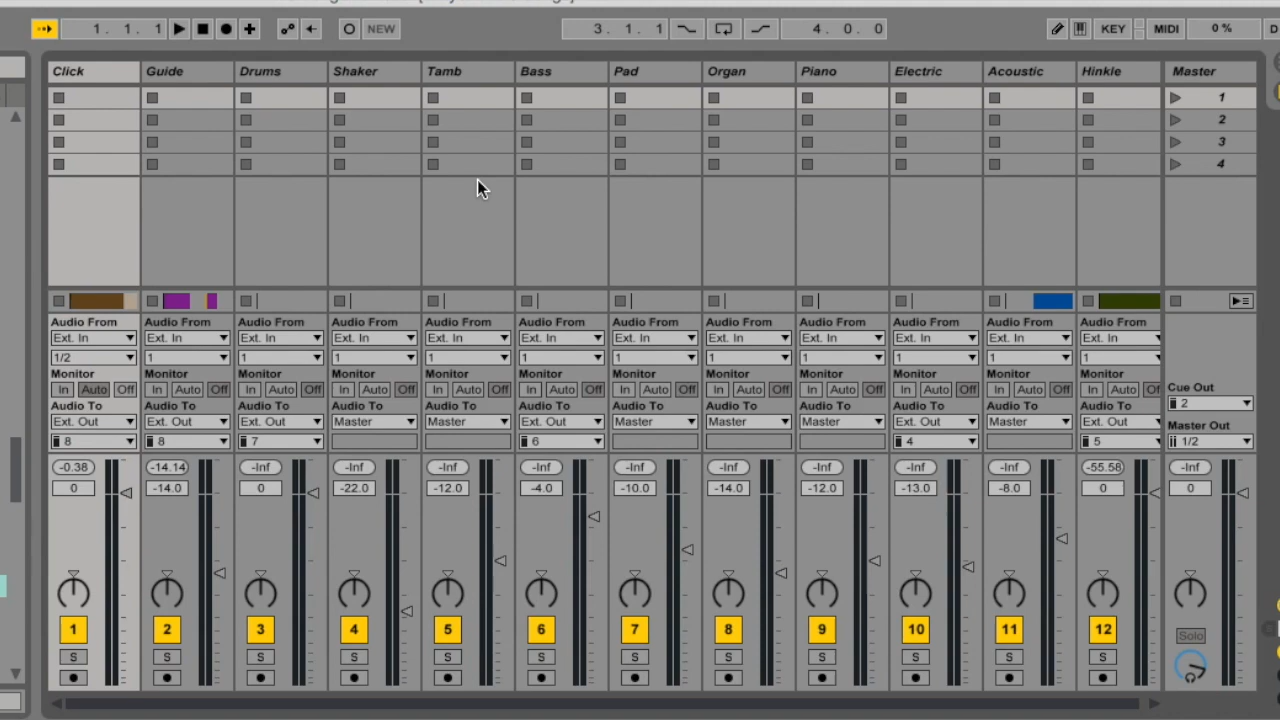 1. 1. 1 NEW 3. 1. 1 4. 0. 0 KEY MIDI 0 % D
Click Guide Drums Shaker Tamb Bass Pad Organ Piano Electric Acoustic Hinkle Master
1
2
3
4
Audio From Audio From Audio From Audio From Audio From Audio From Audio From Audio From Audio From Audio From Audio From Audio From
Ext. In Ext. In Ext. In Ext. In Ext. In Ext. In Ext. In Ext. In Ext. In Ext. In Ext. In Ext. In
1/2 1 1 1 1 1 1 1 1 1 1 1
Monitor Monitor Monitor Monitor Monitor Monitor Monitor Monitor Monitor Monitor Monitor Monitor Cue Out
In Auto Off In Auto Off In Auto Off In Auto Off In Auto Off In Auto Off In Auto Off In Auto Off In Auto Off In Auto Off In Auto Off In Auto Of 2
Audio To Audio To Audio To Audio To Audio To Audio To Audio To Audio To Audio To Audio To Audio To Audio To
Ext. Out Ext. Out Ext. Out Master Master Ext. Out Master Master Master Ext. Out Master Ext. Out Master Out
8 8 7 6 4 5 1/2
-0.38 -14.14 -Inf -Inf -Inf -Inf -Inf -Inf -Inf -Inf -Inf -55.58 -Inf
0 -14.0 0 -22.0 -12.0 -4.0 -10.0 -14.0 -12.0 -13.0 -8.0 0 0
1 2 3 4 5 6 7 8 9 10 11 12 Solo
S S S S S S S S S S S S